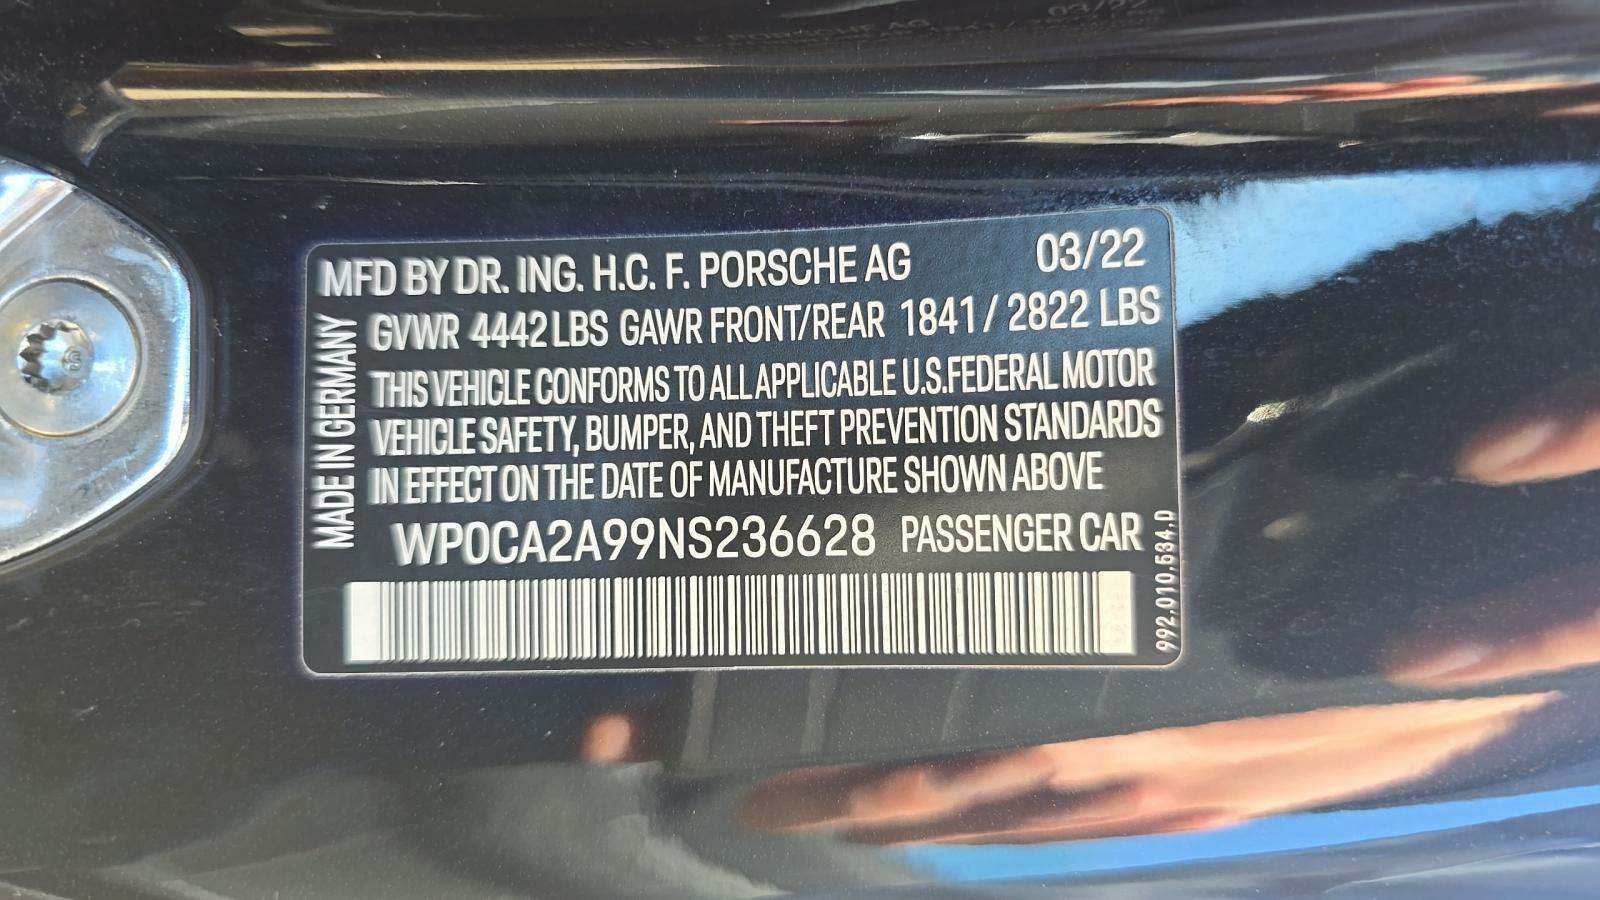 MFD BY DR. ING. H.C. F. PORSCHE AG 03/22
GVWR 4442 LBS GAWR FRONT/REAR 1841 / 2822 LBS
THIS VEHICLE CONFORMS TO ALL APPLICABLE U.S.FEDERAL MOTOR
VEHICLE SAFETY, BUMPER, AND THEFT PREVENTION STANDARDS
IN EFFECT ON THE DATE OF MANUFACTURE SHOWN ABOVE
WP0CA2A99NS236628 PASSENGER CAR
MADE IN GERMANY
992.010.534.D